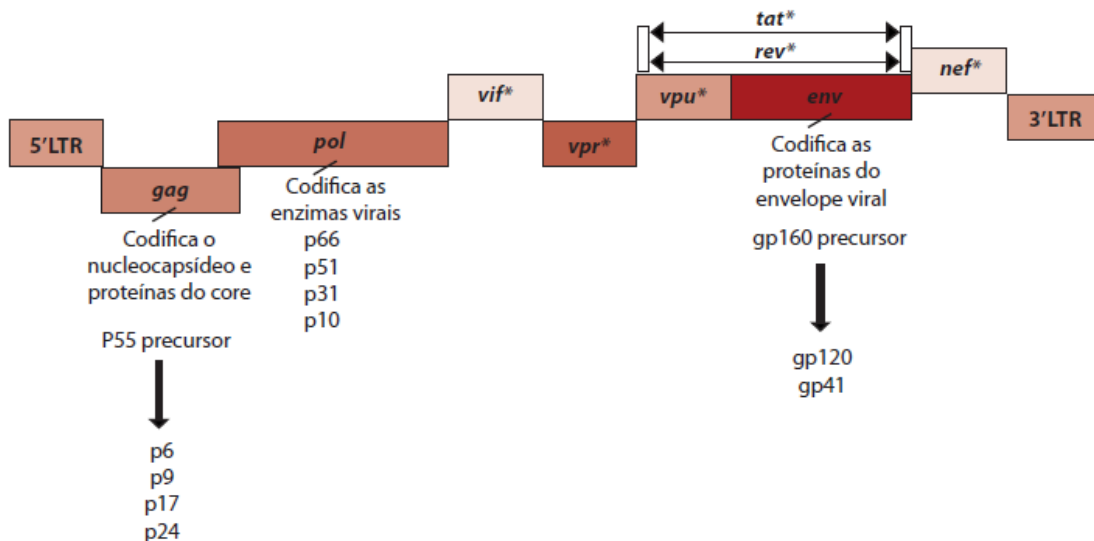 tat*
rev*
nef*
vif*
vpu*
env
5'LTR
pol
vpr*
3'LTR
gag
Codifica o
nucleocapsídeo e
proteínas do core
P55 precursor
p6
p9
p17
p24
Codifica as
enzimas virais
p66
p51
p31
p10
Codifica as
proteínas do
envelope viral
gp160 precursor
gp120
gp41